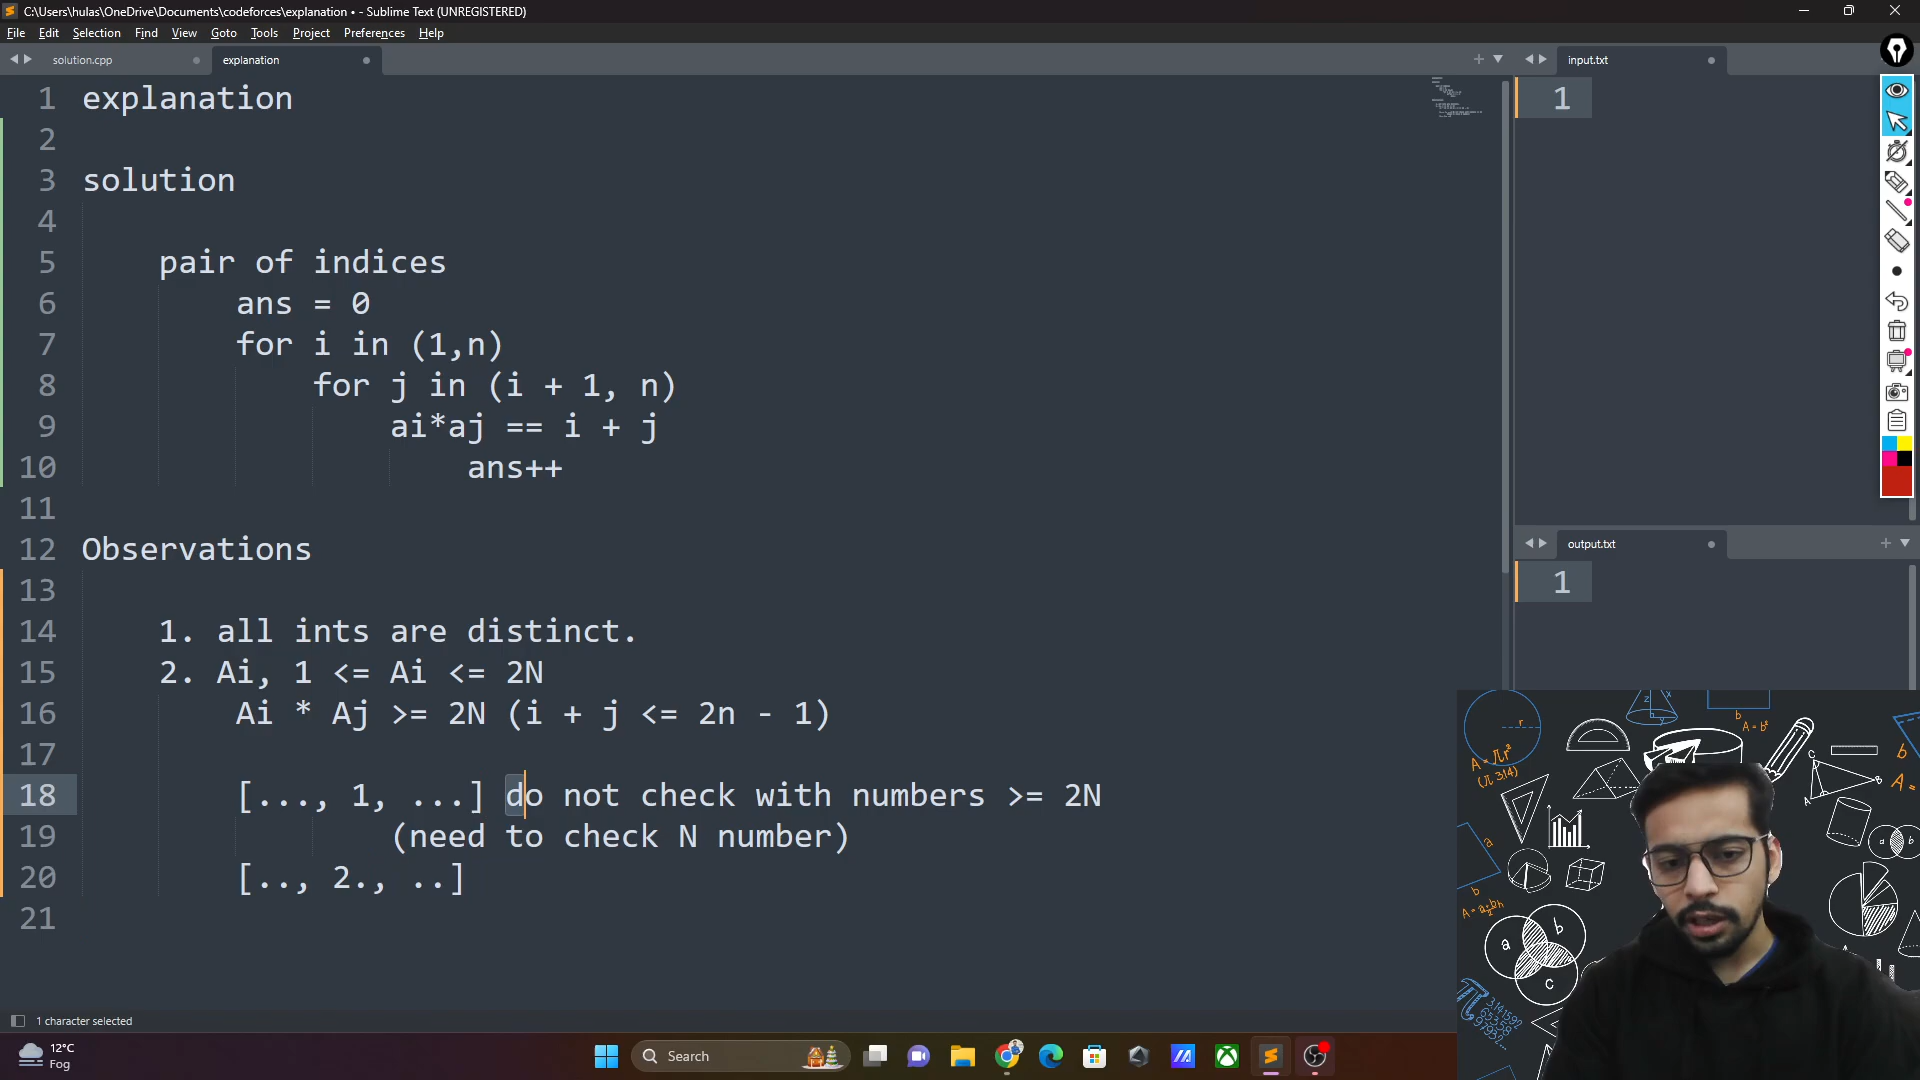 C:\Users\hulas\OneDrive\Documents\codeforces\explanation • - Sublime Text (UNREGISTERED)
File Edit Selection Find View Goto Tools Project Preferences Help
solution.cpp
explanation
input.txt
1 explanation
2
3 solution
4
5 pair of indices
6 ans = 0
7 for i in (1,n)
8 for j in (i + 1, n)
9 ai*aj == i + j
10 ans++
11
12 Observations
13
14 1. all ints are distinct.
15 2. Ai, 1 <= Ai <= 2N
16 Ai * Aj >= 2N (i + j <= 2n - 1)
17
18 [..., 1, ...] do not check with numbers >= 2N
19 (need to check N number)
20 [.., 2., ..]
21
1
output.txt
1
1 character selected
12°C
Fog
Search